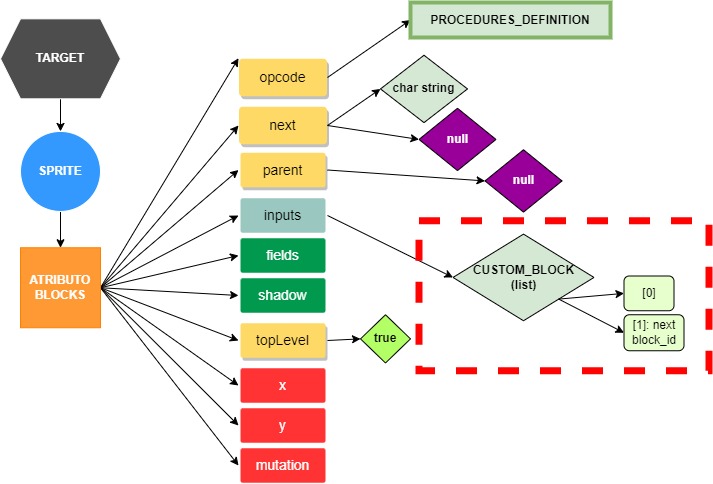 TARGET
SPRITE
ATRIBUTO
BLOCKS
opcode
next
parent
inputs
fields
shadow
topLevel
x
y
mutation
PROCEDURES_DEFINITION
char string
null
null
CUSTOM_BLOCK
(list)
[0]
[1]: next
block_id
true